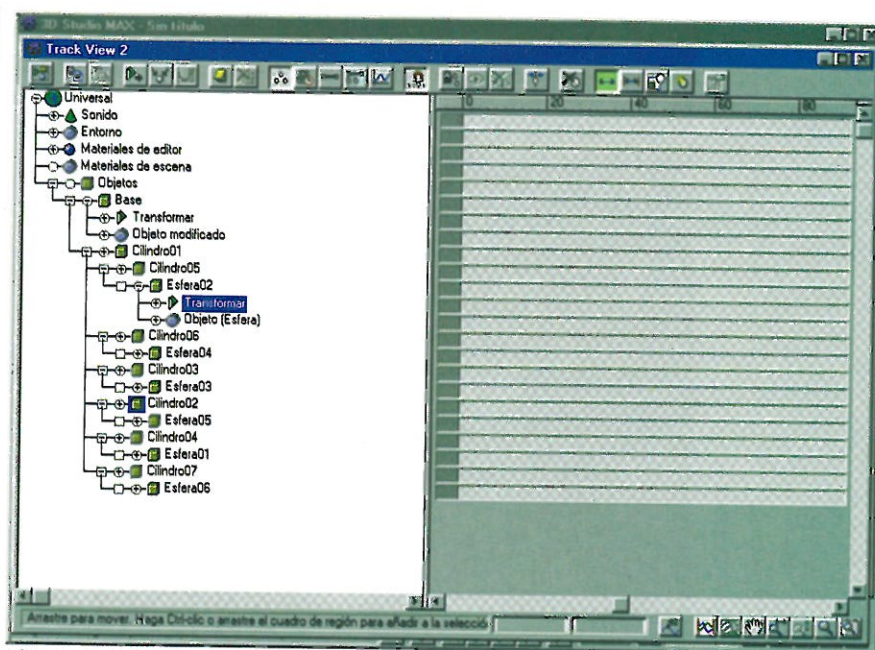 3D Studio MAX - Sin título
Track View 2
0 20 40 60 80
Universal
Sonido
Entorno
Materiales de editor
Materiales de escena
Objetos
Base
Transformar
Objeto modificado
Cilindro01
Cilindro05
Esfera02
Transformar
Objeto (Esfera)
Cilindro06
Esfera04
Cilindro03
Esfera03
Cilindro02
Esfera05
Cilindro04
Esfera01
Cilindro07
Esfera06
Arrastre para mover. Haga Ctrl-clic o arrastre el cuadro de región para añadir a la selección